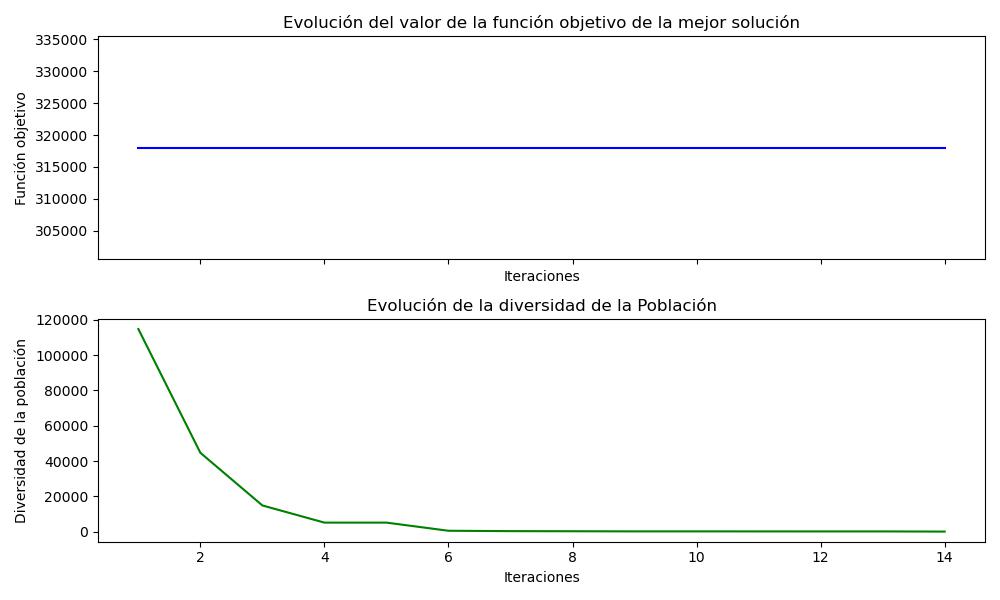 Evolución del valor de la función objetivo de la mejor solución
Función objetivo
335000
330000
325000
320000
315000
310000
305000
Iteraciones
Evolución de la diversidad de la Población
Diversidad de la población
120000
100000
80000
60000
40000
20000
0
2 4 6 8 10 12 14
Iteraciones